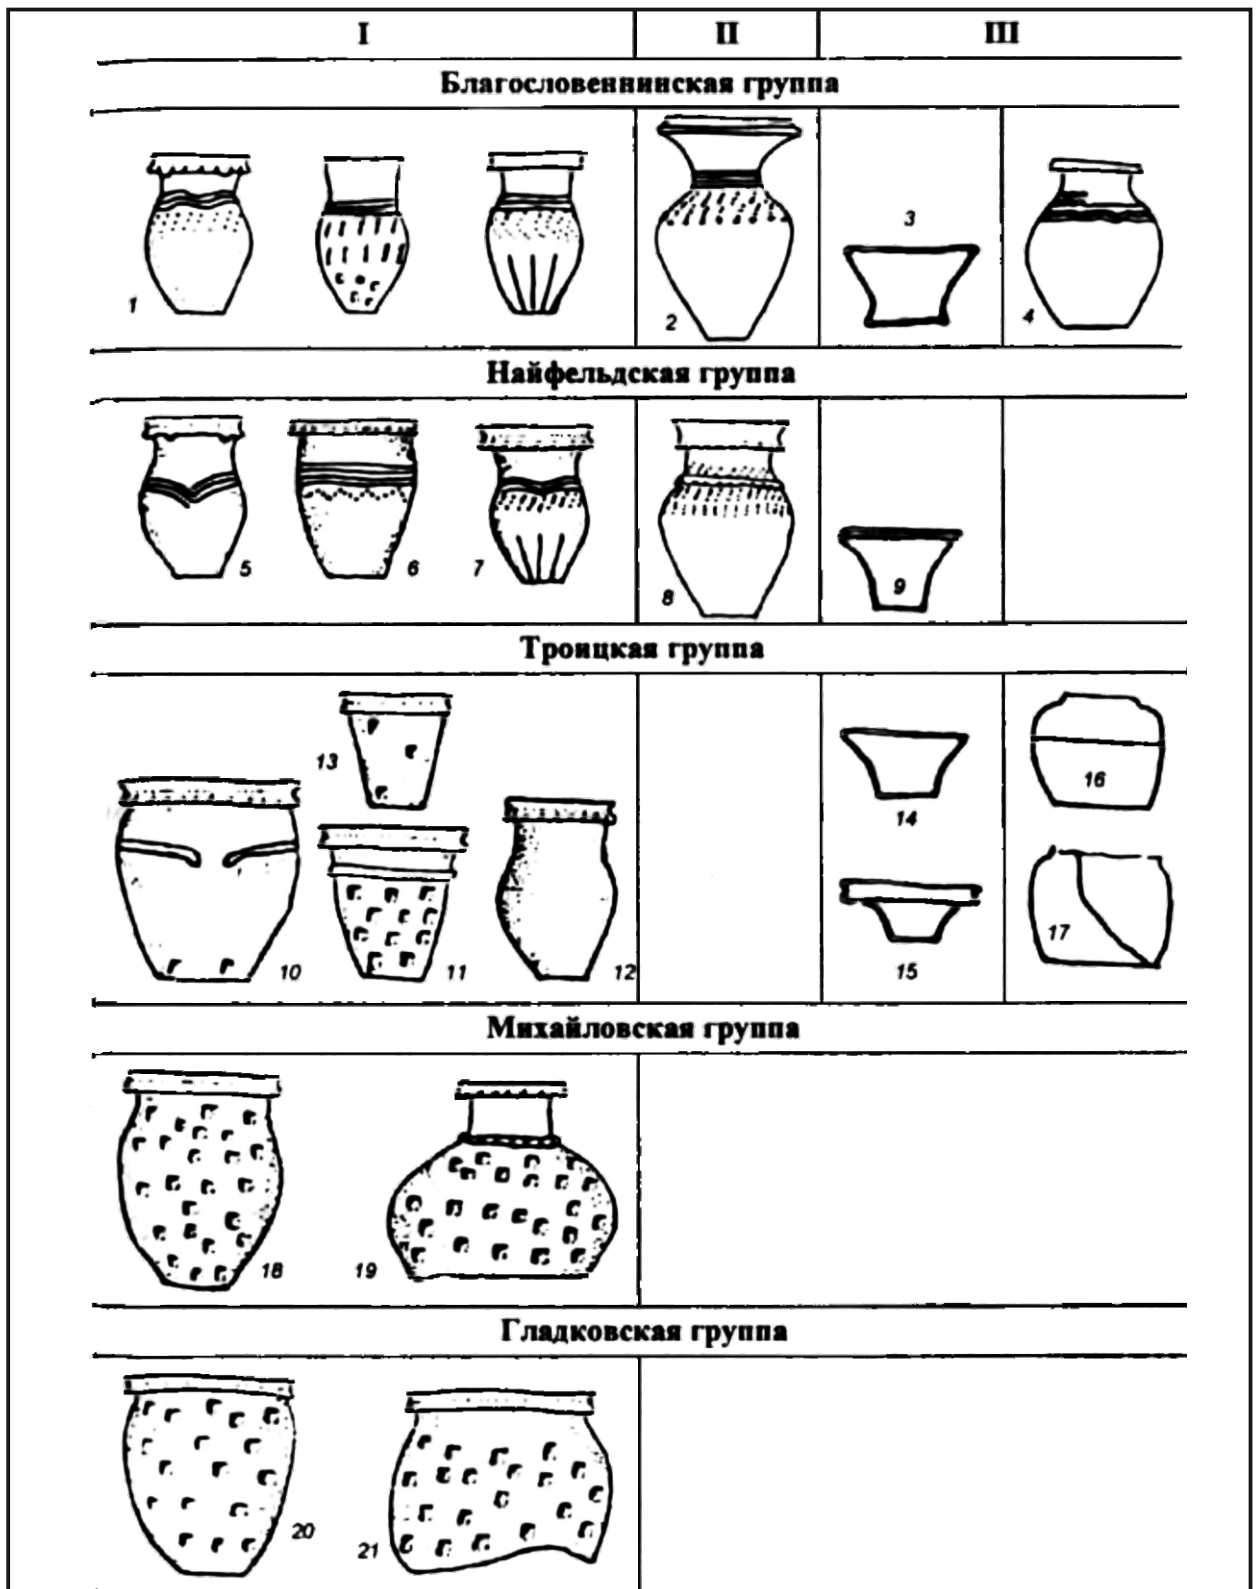 I II III
Благословеннинская группа
1 2 3 4
Найфельдская группа
5 6 7 8 9
Троицкая группа
13
10 11 12
14 16
15 17
Михайловская группа
18 19
Гладковская группа
20 21